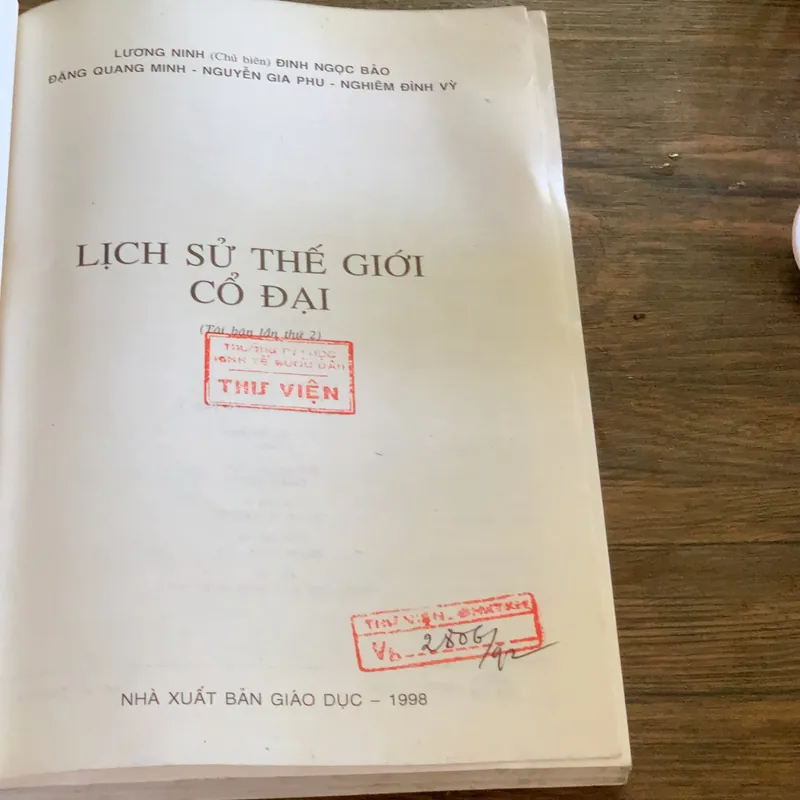 LƯƠNG NINH (Chủ biên) ĐINH NGỌC BẢO
ĐẶNG QUANG MINH - NGUYỄN GIA PHU - NGHIÊM ĐÌNH VỲ
LỊCH SỬ THẾ GIỚI
CỔ ĐẠI
(Tái bản lần thứ 2)
THƯ VIỆN
THƯ VIỆN
Vb 2806/92
NHÀ XUẤT BẢN GIÁO DỤC – 1998